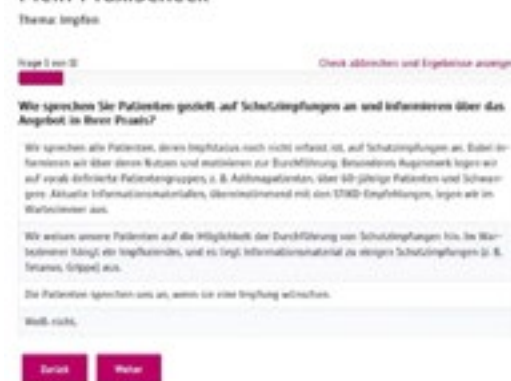 Mein PraxisCheck
Thema: Impfen
Frage 1 von
Check abbrechen und Ergebnisse anzeigen
Wie sprechen Sie Patienten gezielt auf Schutzimpfungen an und informieren über das
Angebot in Ihrer Praxis?
Wir sprechen alle Patienten, deren Impfstatus noch nicht erfasst ist, auf Schutzimpfungen an. Dabei in-
formieren wir über deren Nutzen und motivieren zur Durchführung. Besonderes Augenmerk legen wir
auf vorab definierte Patientengruppen, z. B. Asthmapatienten, über 60-jährige Patienten und Schwan-
gere. Aktuelle Informationsmaterialien, übereinstimmend mit den STIKO-Empfehlungen, legen wir im
Wartezimmer aus.
Wir weisen unsere Patienten auf die Möglichkeit der Durchführung von Schutzimpfungen hin. Im War-
tezimmer hängt ein Impfkalender, und es liegt Informationsmaterial zu einigen Schutzimpfungen (z. B.
Tetanus, Grippe) aus.
Die Patienten sprechen uns an, wenn sie eine Impfung wünschen.
Weiß nicht.
Zurück Weiter